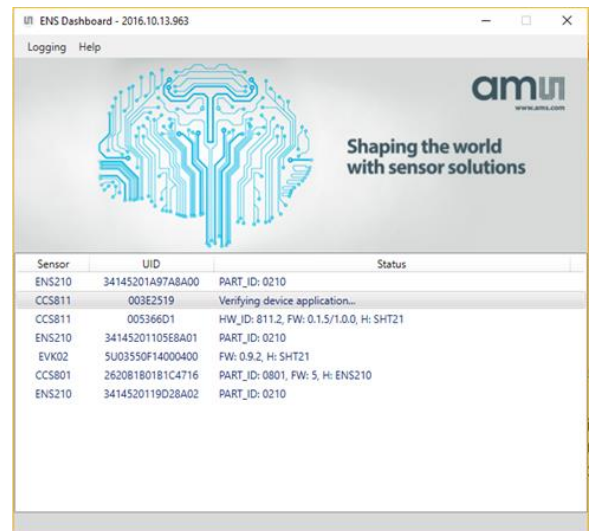 ENS Dashboard - 2016.10.13.963
Logging Help
amu
www.ams.com
Shaping the world
with sensor solutions
Sensor UID Status
ENS210 34145201A97A8A00 PART_ID: 0210
CCS811 003E2519 Verifying device application...
CCS811 005366D1 HW_ID: 811.2, FW: 0.1.5/1.0.0, H: SHT21
ENS210 34145201105E8A01 PART_ID: 0210
EVK02 5U03550F14000400 FW: 0.9.2, H: SHT21
CCS801 2620B1B01B1C4716 PART_ID: 0801, FW: 5, H: ENS210
ENS210 3414520119D28A02 PART_ID: 0210